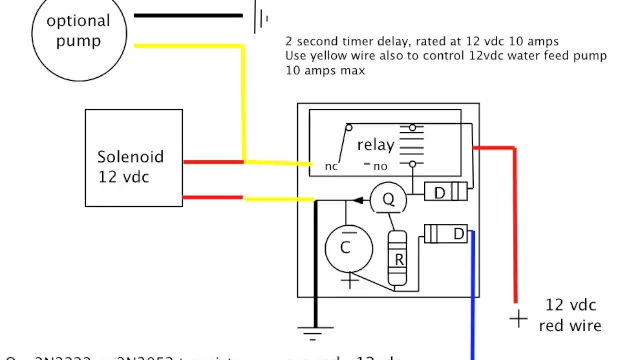 optional
pump
2 second timer delay, rated at 12 vdc 10 amps
Use yellow wire also to control 12vdc water feed pump
10 amps max
Solenoid
12 vdc
relay
nc
no
Q
D
D
C
R
12 vdc
red wire